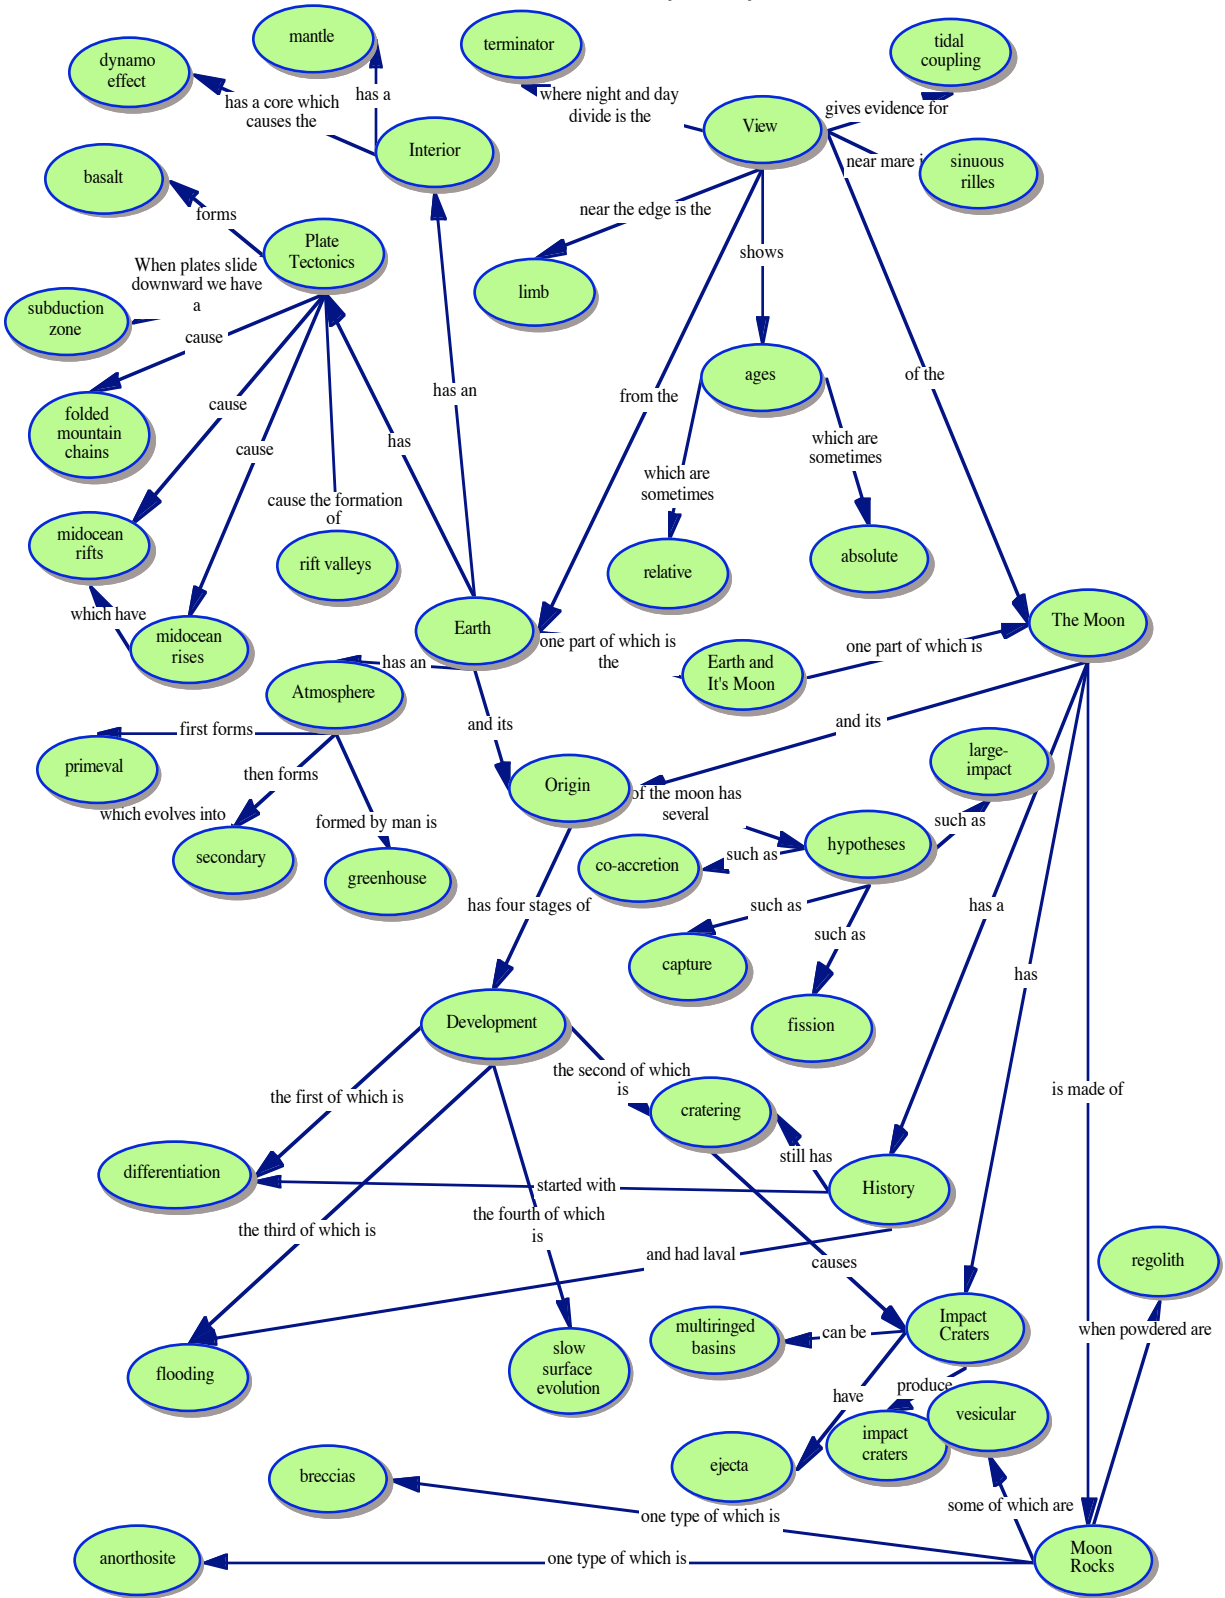 mantle
terminator
tidal
coupling
dynamo
effect
has a core which
causes the
has a
where night and day
divide is the
gives evidence for
View
Interior
near mare i
sinuous
rilles
basalt
forms
near the edge is the
Plate
Tectonics
When plates slide
downward we have
a
shows
limb
subduction
zone
cause
ages
of the
has an
from the
cause
folded
mountain
chains
has
cause
which are
sometimes
which are
sometimes
cause the formation
of
midocean
rifts
rift valleys
relative
absolute
which have
midocean
rises
Earth
The Moon
one part of which is
the
Earth and
It's Moon
one part of which is
has an
Atmosphere
and its
and its
first forms
primeval
then forms
Origin
large-
impact
of the moon has
several
which evolves into
formed by man is
such as
secondary
greenhouse
co-accretion
such as
hypotheses
has four stages of
such as
has a
such as
capture
has
fission
Development
the second of which
is
the first of which is
cratering
is made of
still has
differentiation
started with
History
the third of which is
the fourth of which
is
and had laval
causes
regolith
multiringed
basins
can be
Impact
Craters
when powdered are
flooding
slow
surface
evolution
have
produce
vesicular
impact
craters
ejecta
breccias
some of which are
one type of which is
anorthosite
one type of which is
Moon
Rocks